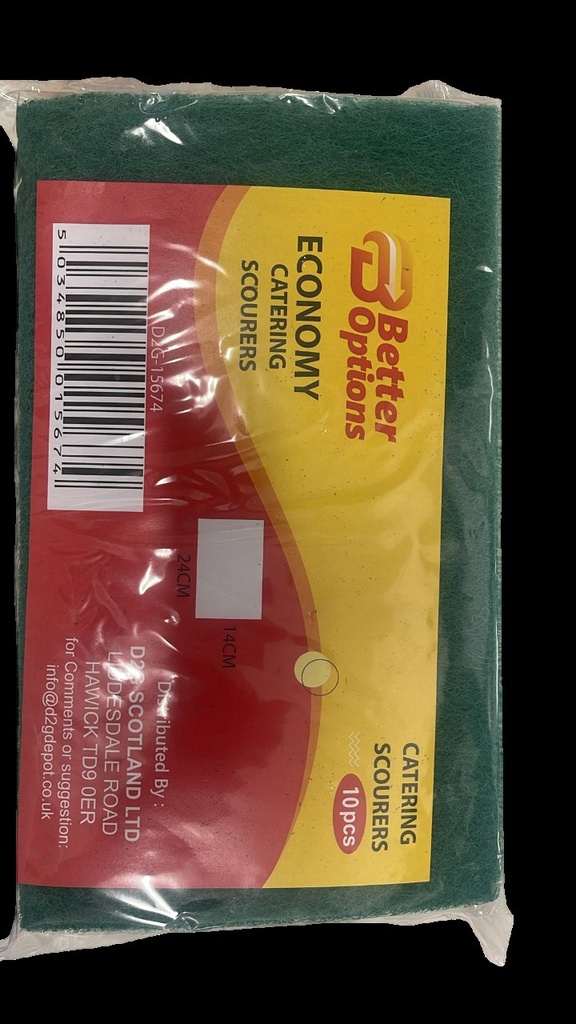 Better
Options
ECONOMY
CATERING
SCOURERS
CATERING
SCOURERS
10pcs
D2G-15674
5 034850 015674
24CM
14CM
Distributed By :
D2G SCOTLAND LTD
ROAD
HAWICK TD9 0ER
for Comments or suggestion:
info@d2gdepot.co.uk